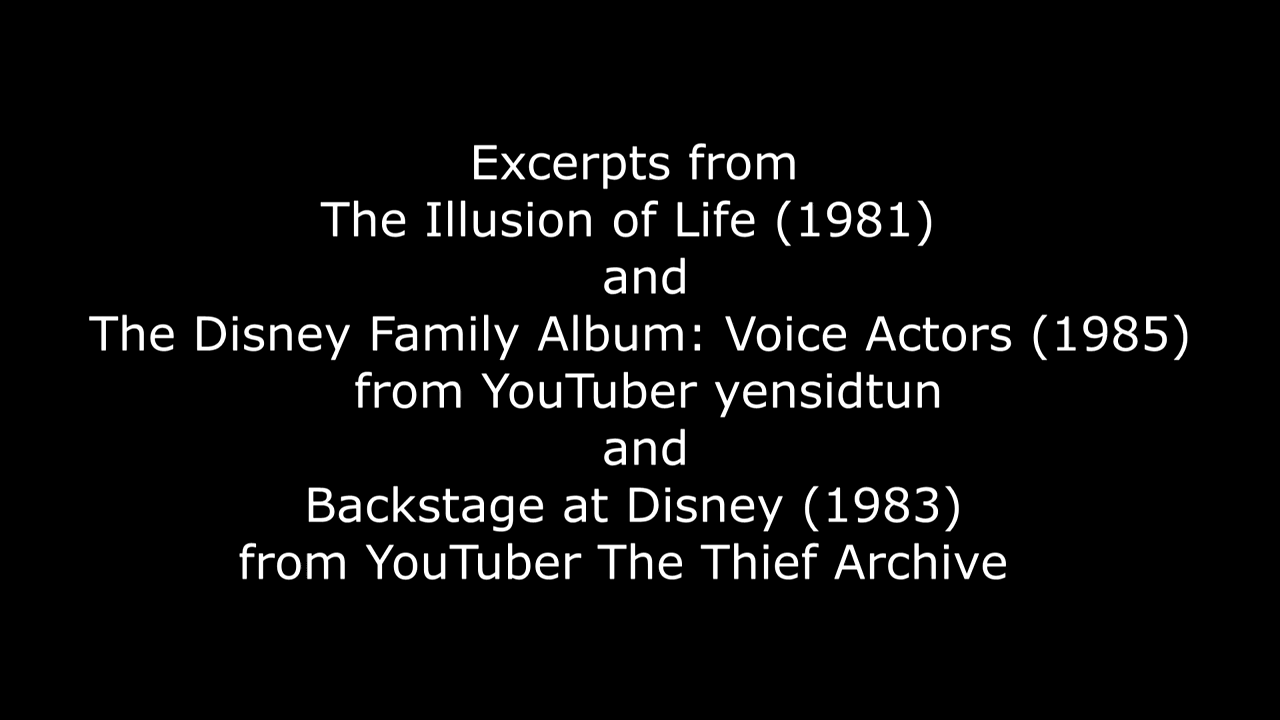 Excerpts from
The Illusion of Life (1981)
and
The Disney Family Album: Voice Actors (1985)
from YouTuber yensidtun
and
Backstage at Disney (1983)
from YouTuber The Thief Archive